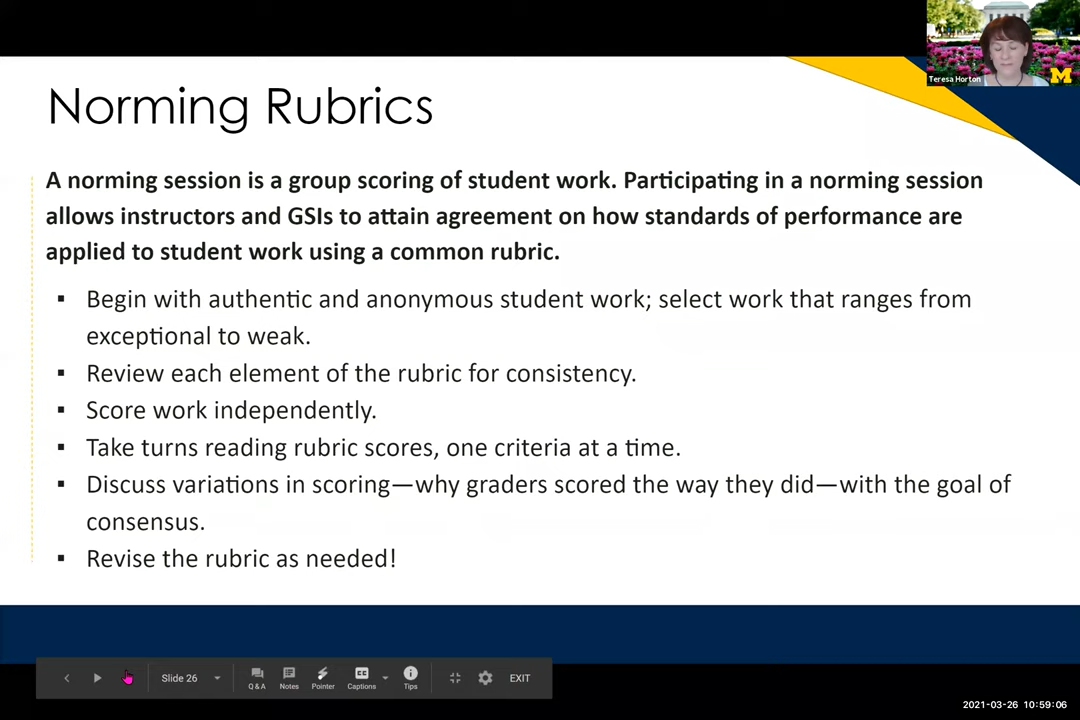 Teresa Horton
M
Norming Rubrics
A norming session is a group scoring of student work. Participating in a norming session
allows instructors and GSIs to attain agreement on how standards of performance are
applied to student work using a common rubric.
▪ Begin with authentic and anonymous student work; select work that ranges from
exceptional to weak.
▪ Review each element of the rubric for consistency.
▪ Score work independently.
▪ Take turns reading rubric scores, one criteria at a time.
▪ Discuss variations in scoring—why graders scored the way they did—with the goal of
consensus.
▪ Revise the rubric as needed!
Slide 26
Q & A
Notes
Pointer
CC
Captions
Tips
EXIT
2021-03-26 10:59:06